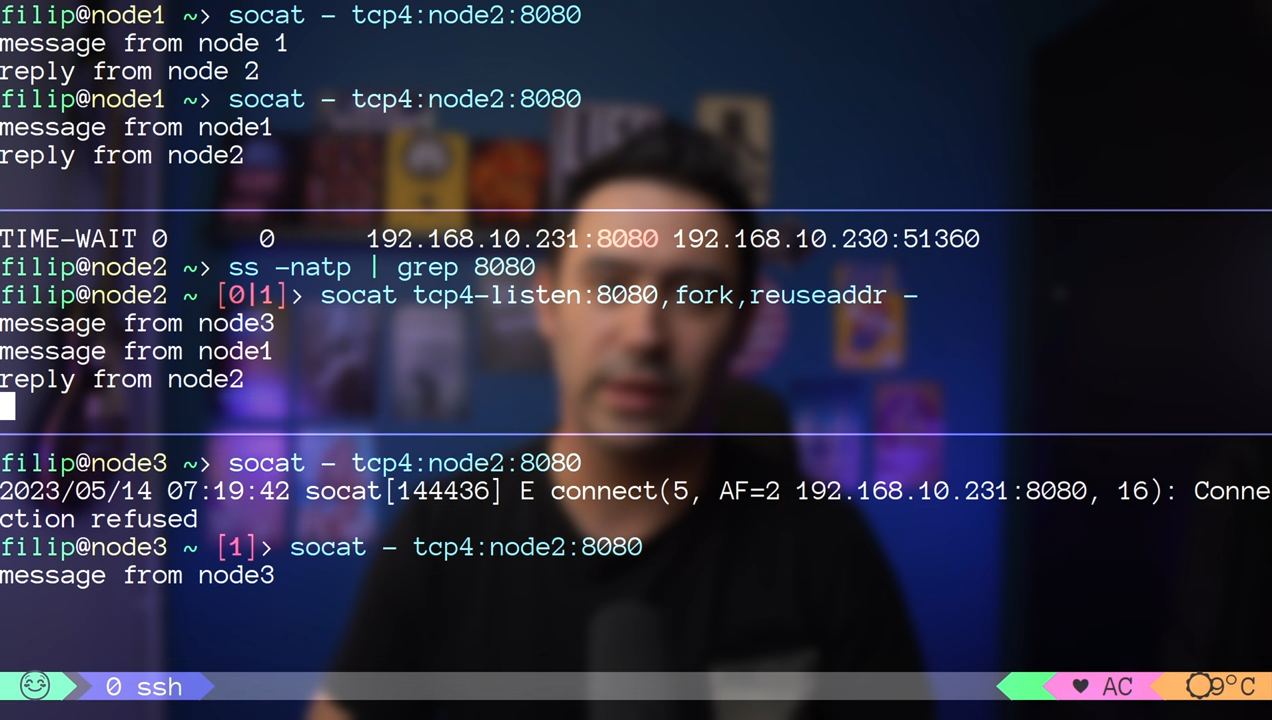 filip@node1 ~> socat - tcp4:node2:8080
message from node 1
reply from node 2
filip@node1 ~> socat - tcp4:node2:8080
message from node1
reply from node2
TIME-WAIT 0      0      192.168.10.231:8080 192.168.10.230:51360
filip@node2 ~> ss -natp | grep 8080
filip@node2 ~ [0|1]> socat tcp4-listen:8080,fork,reuseaddr -
message from node3
message from node1
reply from node2
filip@node3 ~> socat - tcp4:node2:8080
2023/05/14 07:19:42 socat[144436] E connect(5, AF=2 192.168.10.231:8080, 16): Conne
ction refused
filip@node3 ~ [1]> socat - tcp4:node2:8080
message from node3
0 ssh ♥ AC 9°C